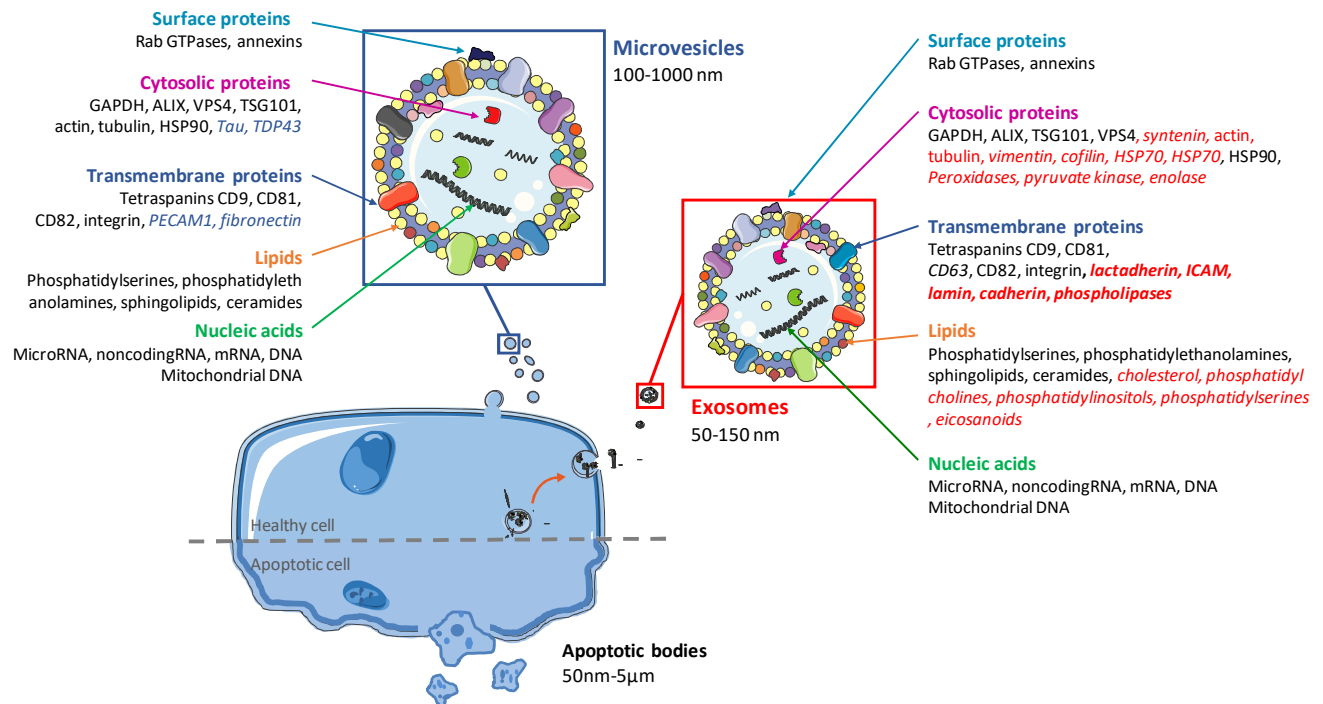 Surface proteins
Rab GTPases, annexins
Cytosolic proteins
GAPDH, ALIX, VPS4, TSG101,
actin, tubulin, HSP90, Tau, TDP43
Transmembrane proteins
Tetraspanins CD9, CD81,
CD82, integrin, PECAM1, fibronectin
Lipids
Phosphatidylserines, phosphatidyleth
anolamines, sphingolipids, ceramides
Nucleic acids
MicroRNA, noncodingRNA, mRNA, DNA
Mitochondrial DNA
Microvesicles
100-1000 nm
Surface proteins
Rab GTPases, annexins
Cytosolic proteins
GAPDH, ALIX, TSG101, VPS4, syntenin, actin,
tubulin, vimentin, cofilin, HSP70, HSP70, HSP90,
Peroxidases, pyruvate kinase, enolase
Transmembrane proteins
Tetraspanins CD9, CD81,
CD63, CD82, integrin, lactadherin, ICAM,
lamin, cadherin, phospholipases
Lipids
Phosphatidylserines, phosphatidylethanolamines,
sphingolipids, ceramides, cholesterol, phosphatidyl
cholines, phosphatidylinositols, phosphatidylserines
, eicosanoids
Nucleic acids
MicroRNA, noncodingRNA, mRNA, DNA
Mitochondrial DNA
Exosomes
50-150 nm
Healthy cell
Apoptotic cell
Apoptotic bodies
50nm-5μm